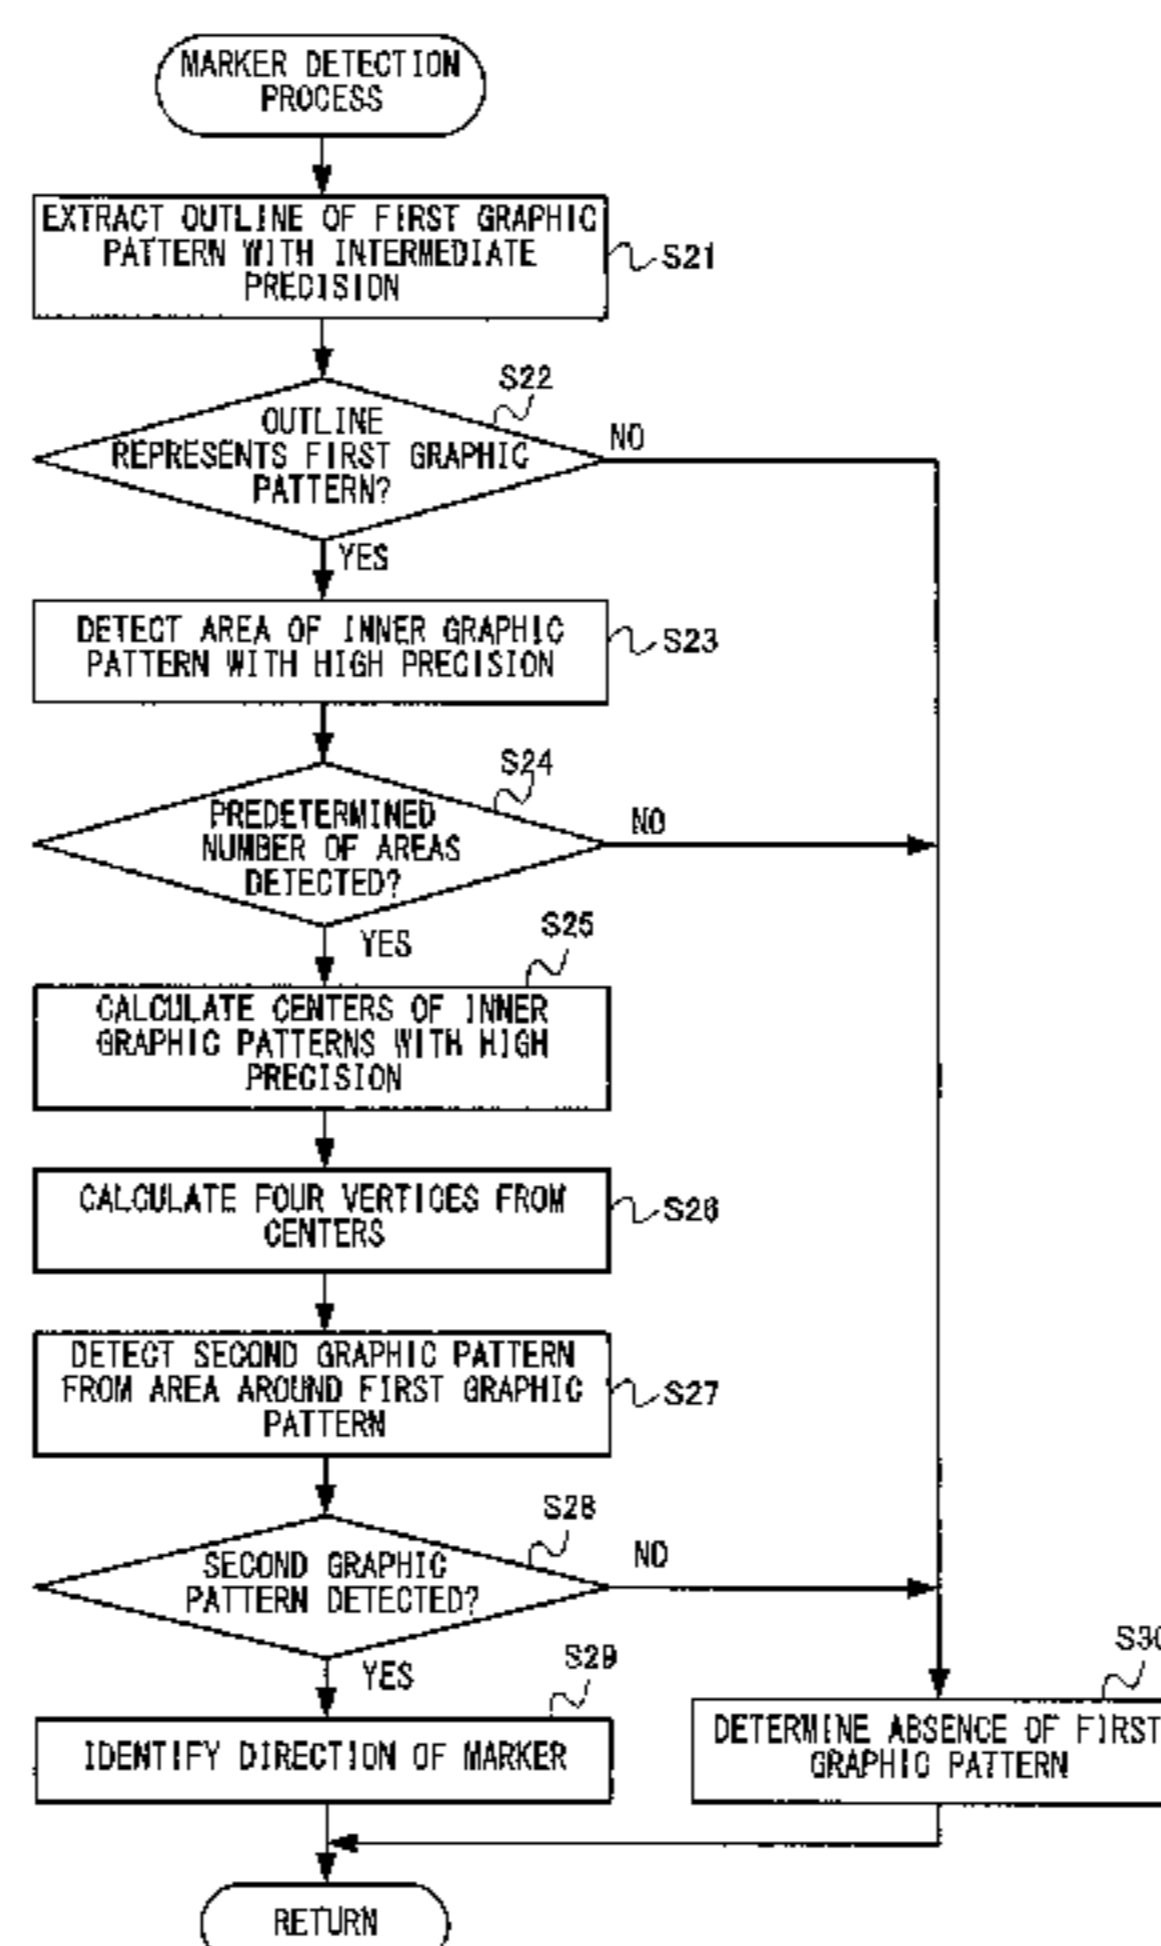 MARKER DETECTION
PROCESS
EXTRACT OUTLINE OF FIRST GRAPHIC
PATTERN WITH INTERMEDIATE
PRECISION
S21
S22
OUTLINE
REPRESENTS FIRST GRAPHIC
PATTERN?
NO
YES
DETECT AREA OF INNER GRAPHIC
PATTERN WITH HIGH PRECISION
S23
S24
PREDETERMINED
NUMBER OF AREAS
DETECTED?
NO
YES
S25
CALCULATE CENTERS OF INNER
GRAPHIC PATTERNS WITH HIGH
PRECISION
CALCULATE FOUR VERTICES FROM
CENTERS
S26
DETECT SECOND GRAPHIC PATTERN
FROM AREA AROUND FIRST GRAPHIC
PATTERN
S27
S28
SECOND GRAPHIC
PATTERN DETECTED?
NO
YES
S29
IDENTIFY DIRECTION OF MARKER
S30
DETERMINE ABSENCE OF FIRST
GRAPHIC PATTERN
RETURN